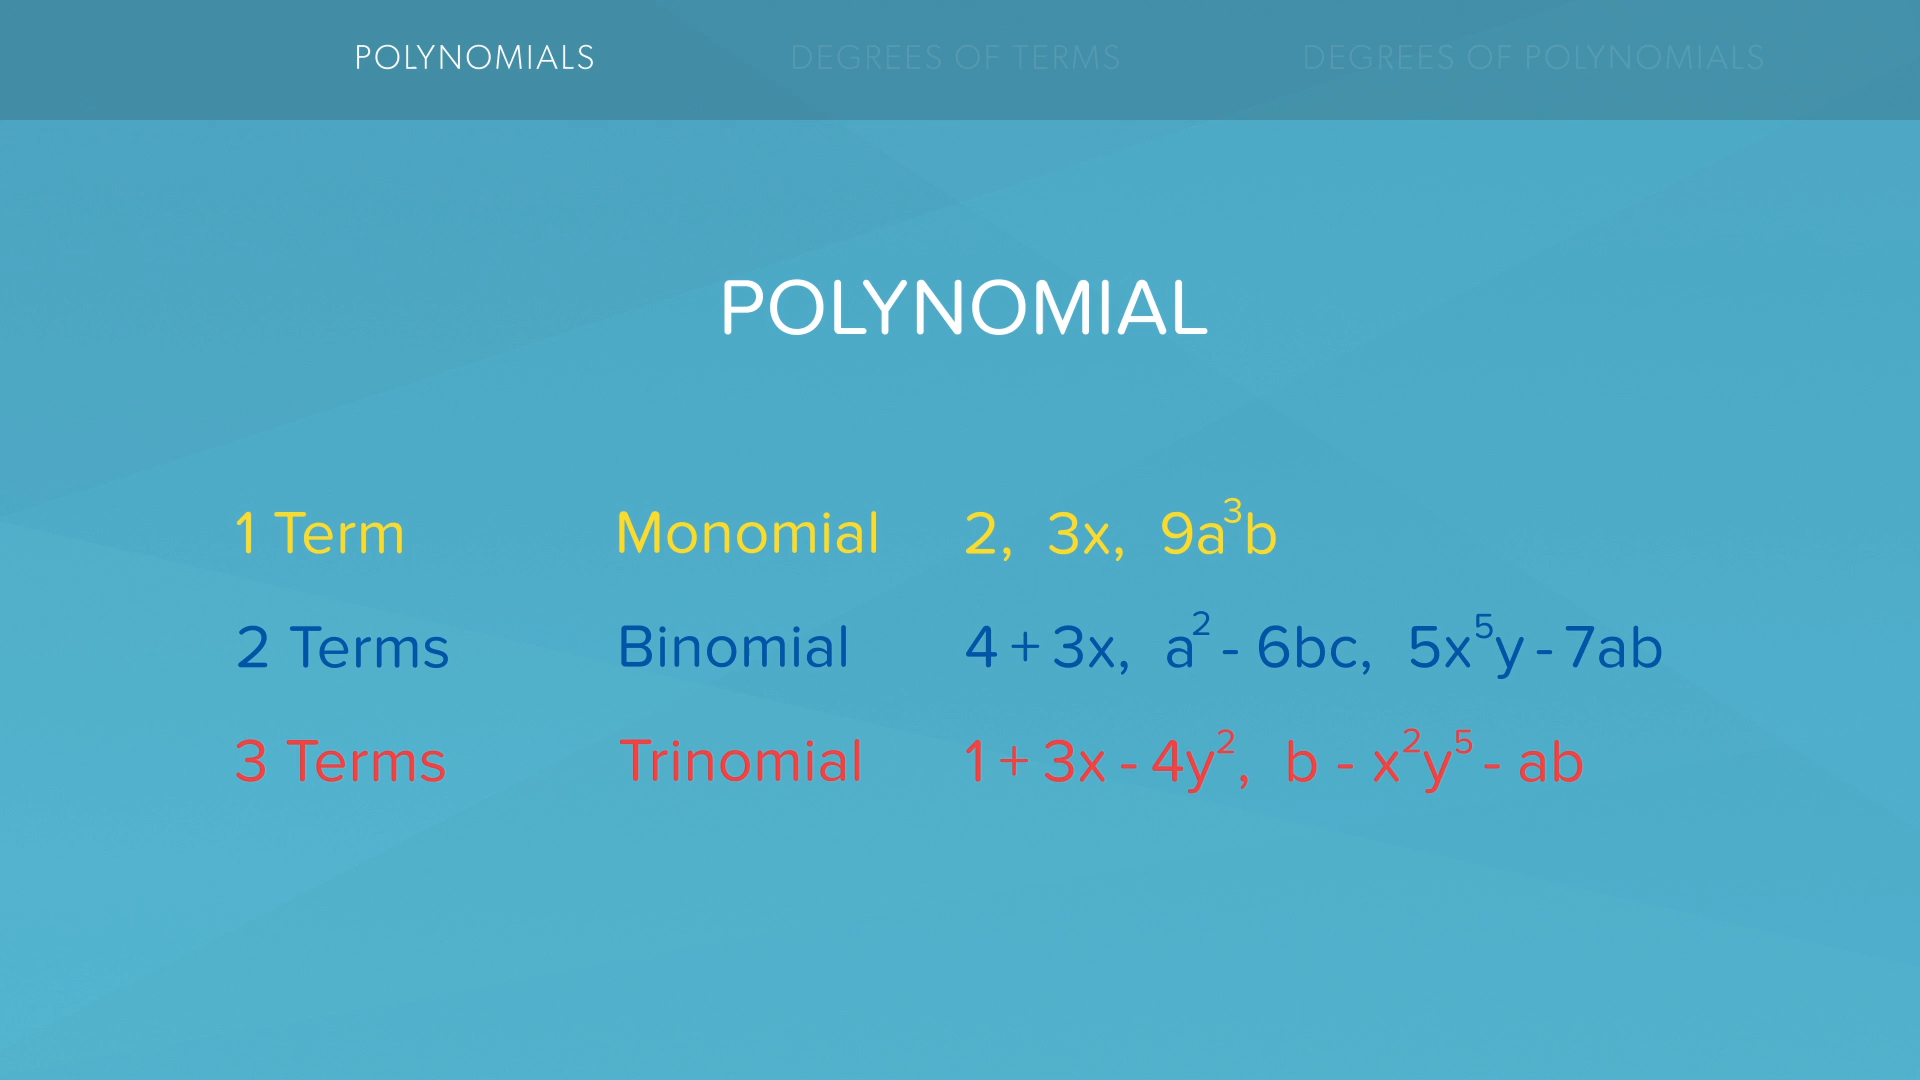 POLYNOMIALS DEGREES OF TERMS DEGREES OF POLYNOMIALS
POLYNOMIAL
1 Term Monomial 2, 3x, 9a³b
2 Terms Binomial 4 + 3x, a² - 6bc, 5x⁵y - 7ab
3 Terms Trinomial 1 + 3x - 4y², b - x²y⁵ - ab